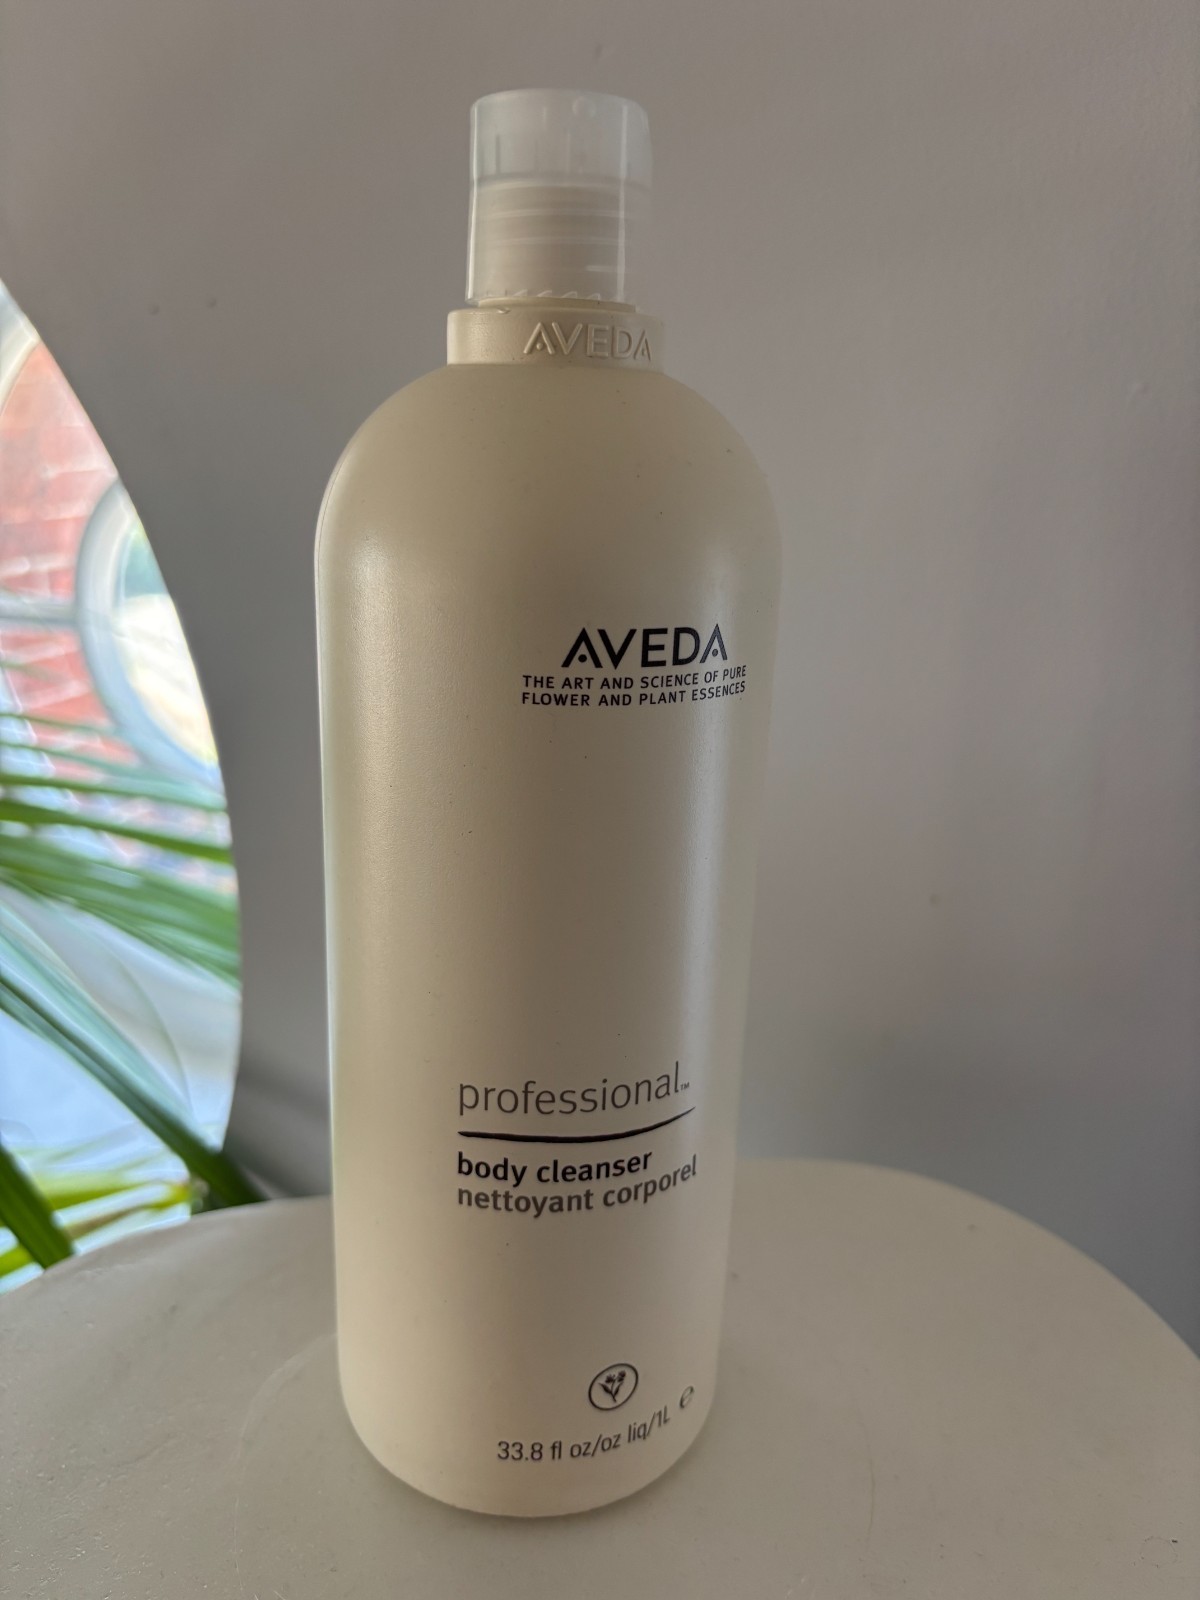 AVEDA
AVEDA
THE ART AND SCIENCE OF PURE
FLOWER AND PLANT ESSENCES
professional™
body cleanser
nettoyant corporel
33.8 fl oz/oz liq/1L ℮